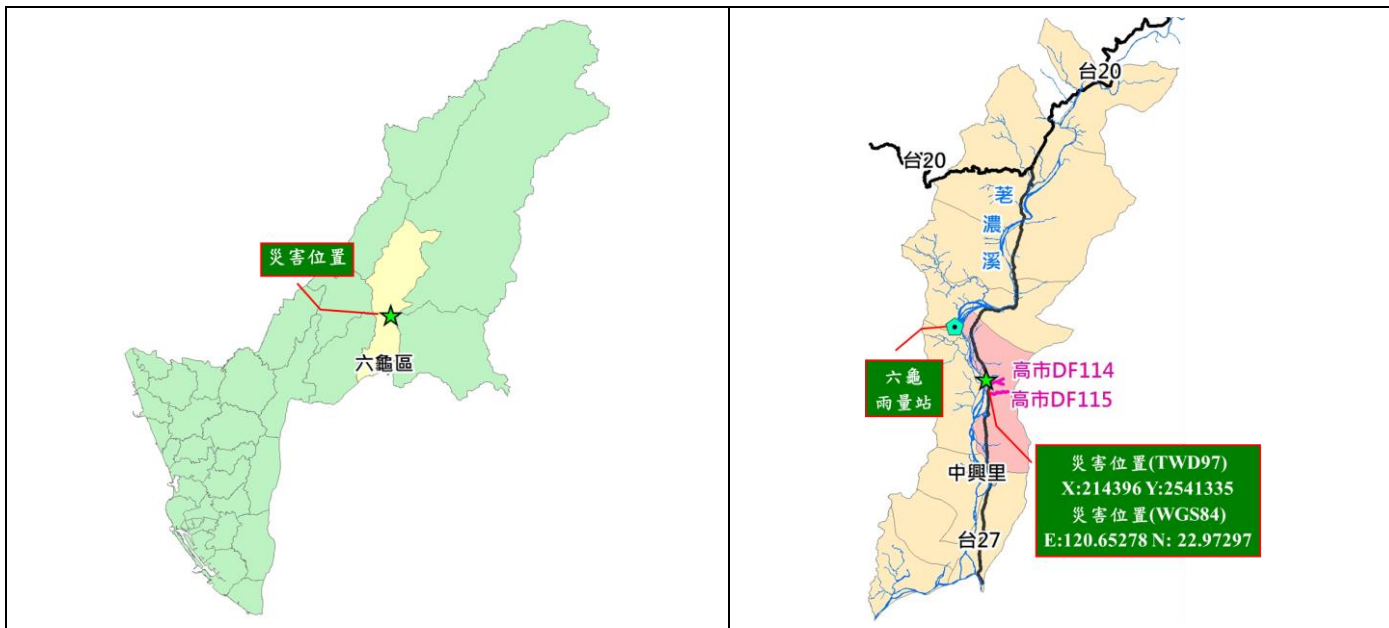 災害位置
六龜區
台20
台20
荖
濃
溪
六龜
雨量站
高市DF114
高市DF115
中興里
台27
災害位置(TWD97)
X:214396 Y:2541335
災害位置(WGS84)
E:120.65278 N: 22.97297